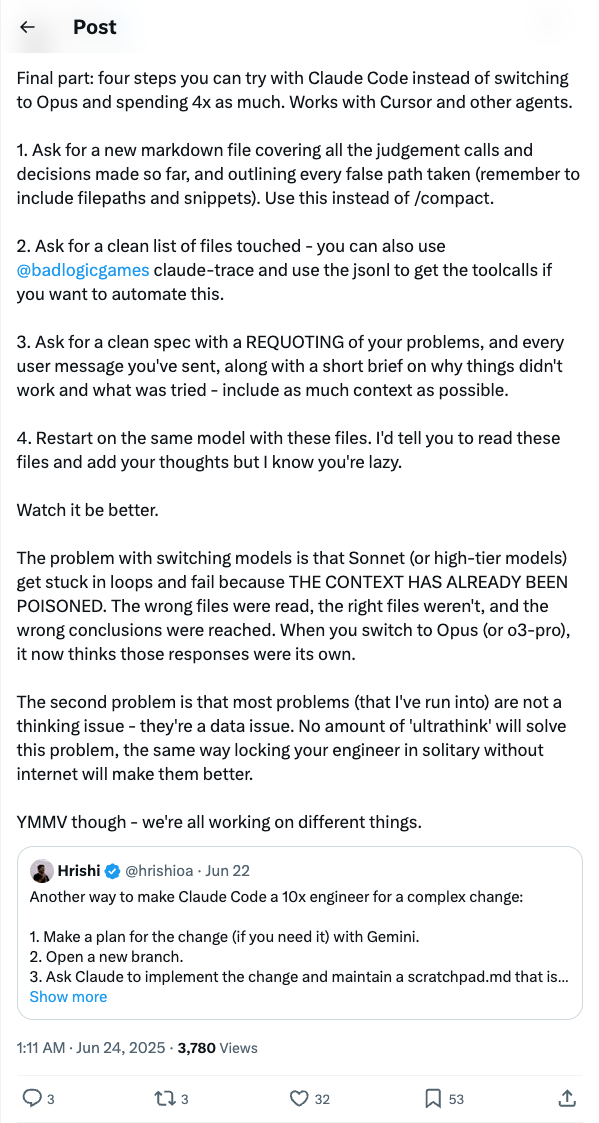 Post
Final part: four steps you can try with Claude Code instead of switching
to Opus and spending 4x as much. Works with Cursor and other agents.
1. Ask for a new markdown file covering all the judgement calls and
decisions made so far, and outlining every false path taken (remember to
include filepaths and snippets). Use this instead of /compact.
2. Ask for a clean list of files touched - you can also use
@badlogicgames claude-trace and use the jsonl to get the toolcalls if
you want to automate this.
3. Ask for a clean spec with a REQUOTING of your problems, and every
user message you've sent, along with a short brief on why things didn't
work and what was tried - include as much context as possible.
4. Restart on the same model with these files. I'd tell you to read these
files and add your thoughts but I know you're lazy.
Watch it be better.
The problem with switching models is that Sonnet (or high-tier models)
get stuck in loops and fail because THE CONTEXT HAS ALREADY BEEN
POISONED. The wrong files were read, the right files weren't, and the
wrong conclusions were reached. When you switch to Opus (or o3-pro),
it now thinks those responses were its own.
The second problem is that most problems (that I've run into) are not a
thinking issue - they're a data issue. No amount of 'ultrathink' will solve
this problem, the same way locking your engineer in solitary without
internet will make them better.
YMMV though - we're all working on different things.
Hrishi @hrishioa · Jun 22
Another way to make Claude Code a 10x engineer for a complex change:
1. Make a plan for the change (if you need it) with Gemini.
2. Open a new branch.
3. Ask Claude to implement the change and maintain a scratchpad.md that is...
Show more
1:11 AM · Jun 24, 2025 · 3,780 Views
3 3 32 53